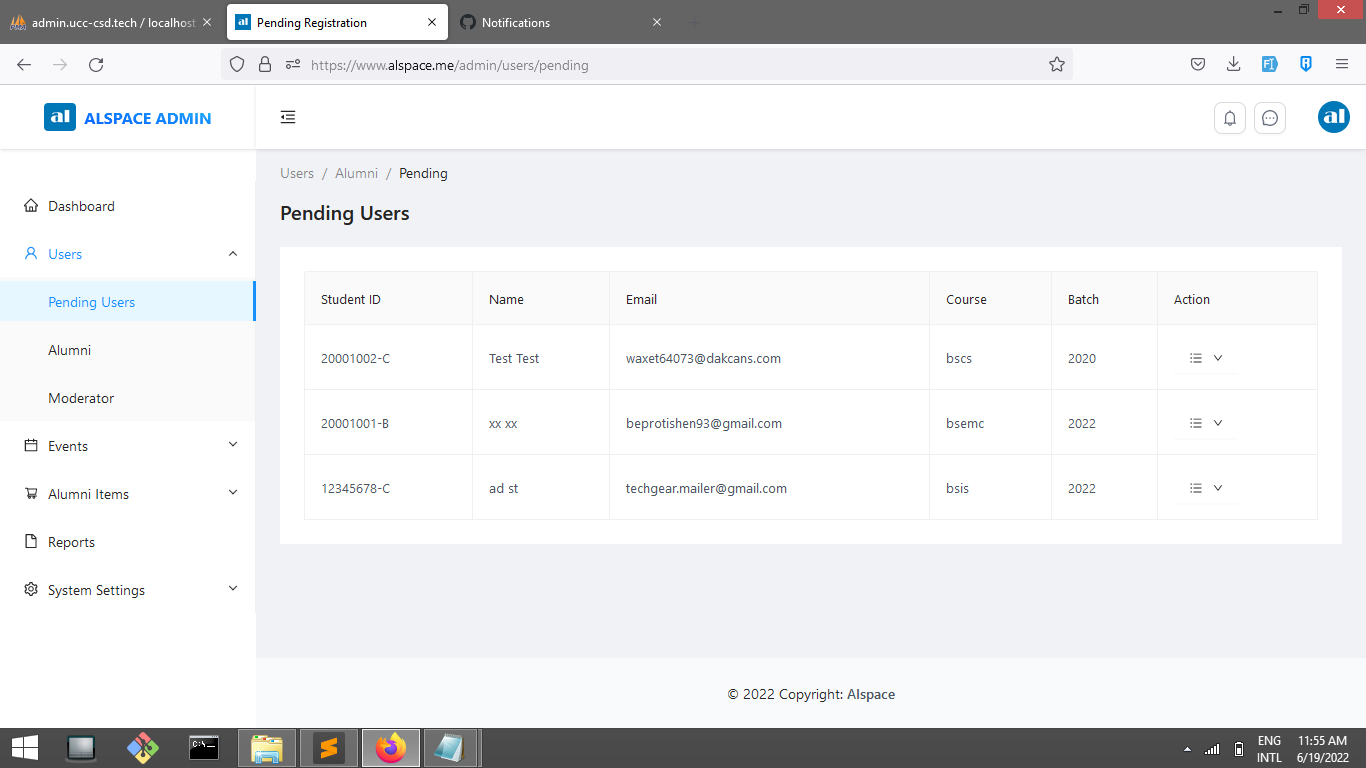 admin.ucc-csd.tech / localhost
Pending Registration
Notifications
https://www.alspace.me/admin/users/pending
al ALSPACE ADMIN
al
Users / Alumni / Pending
Dashboard
Pending Users
Users
Pending Users
Alumni
Moderator
Events
Alumni Items
Reports
System Settings
Student ID Name Email Course Batch Action
20001002-C Test Test waxet64073@dakcans.com bscs 2020
20001001-B xx xx beprotishen93@gmail.com bsemc 2022
12345678-C ad st techgear.mailer@gmail.com bsis 2022
© 2022 Copyright: Alspace
ENG 11:55 AM
INTL 6/19/2022